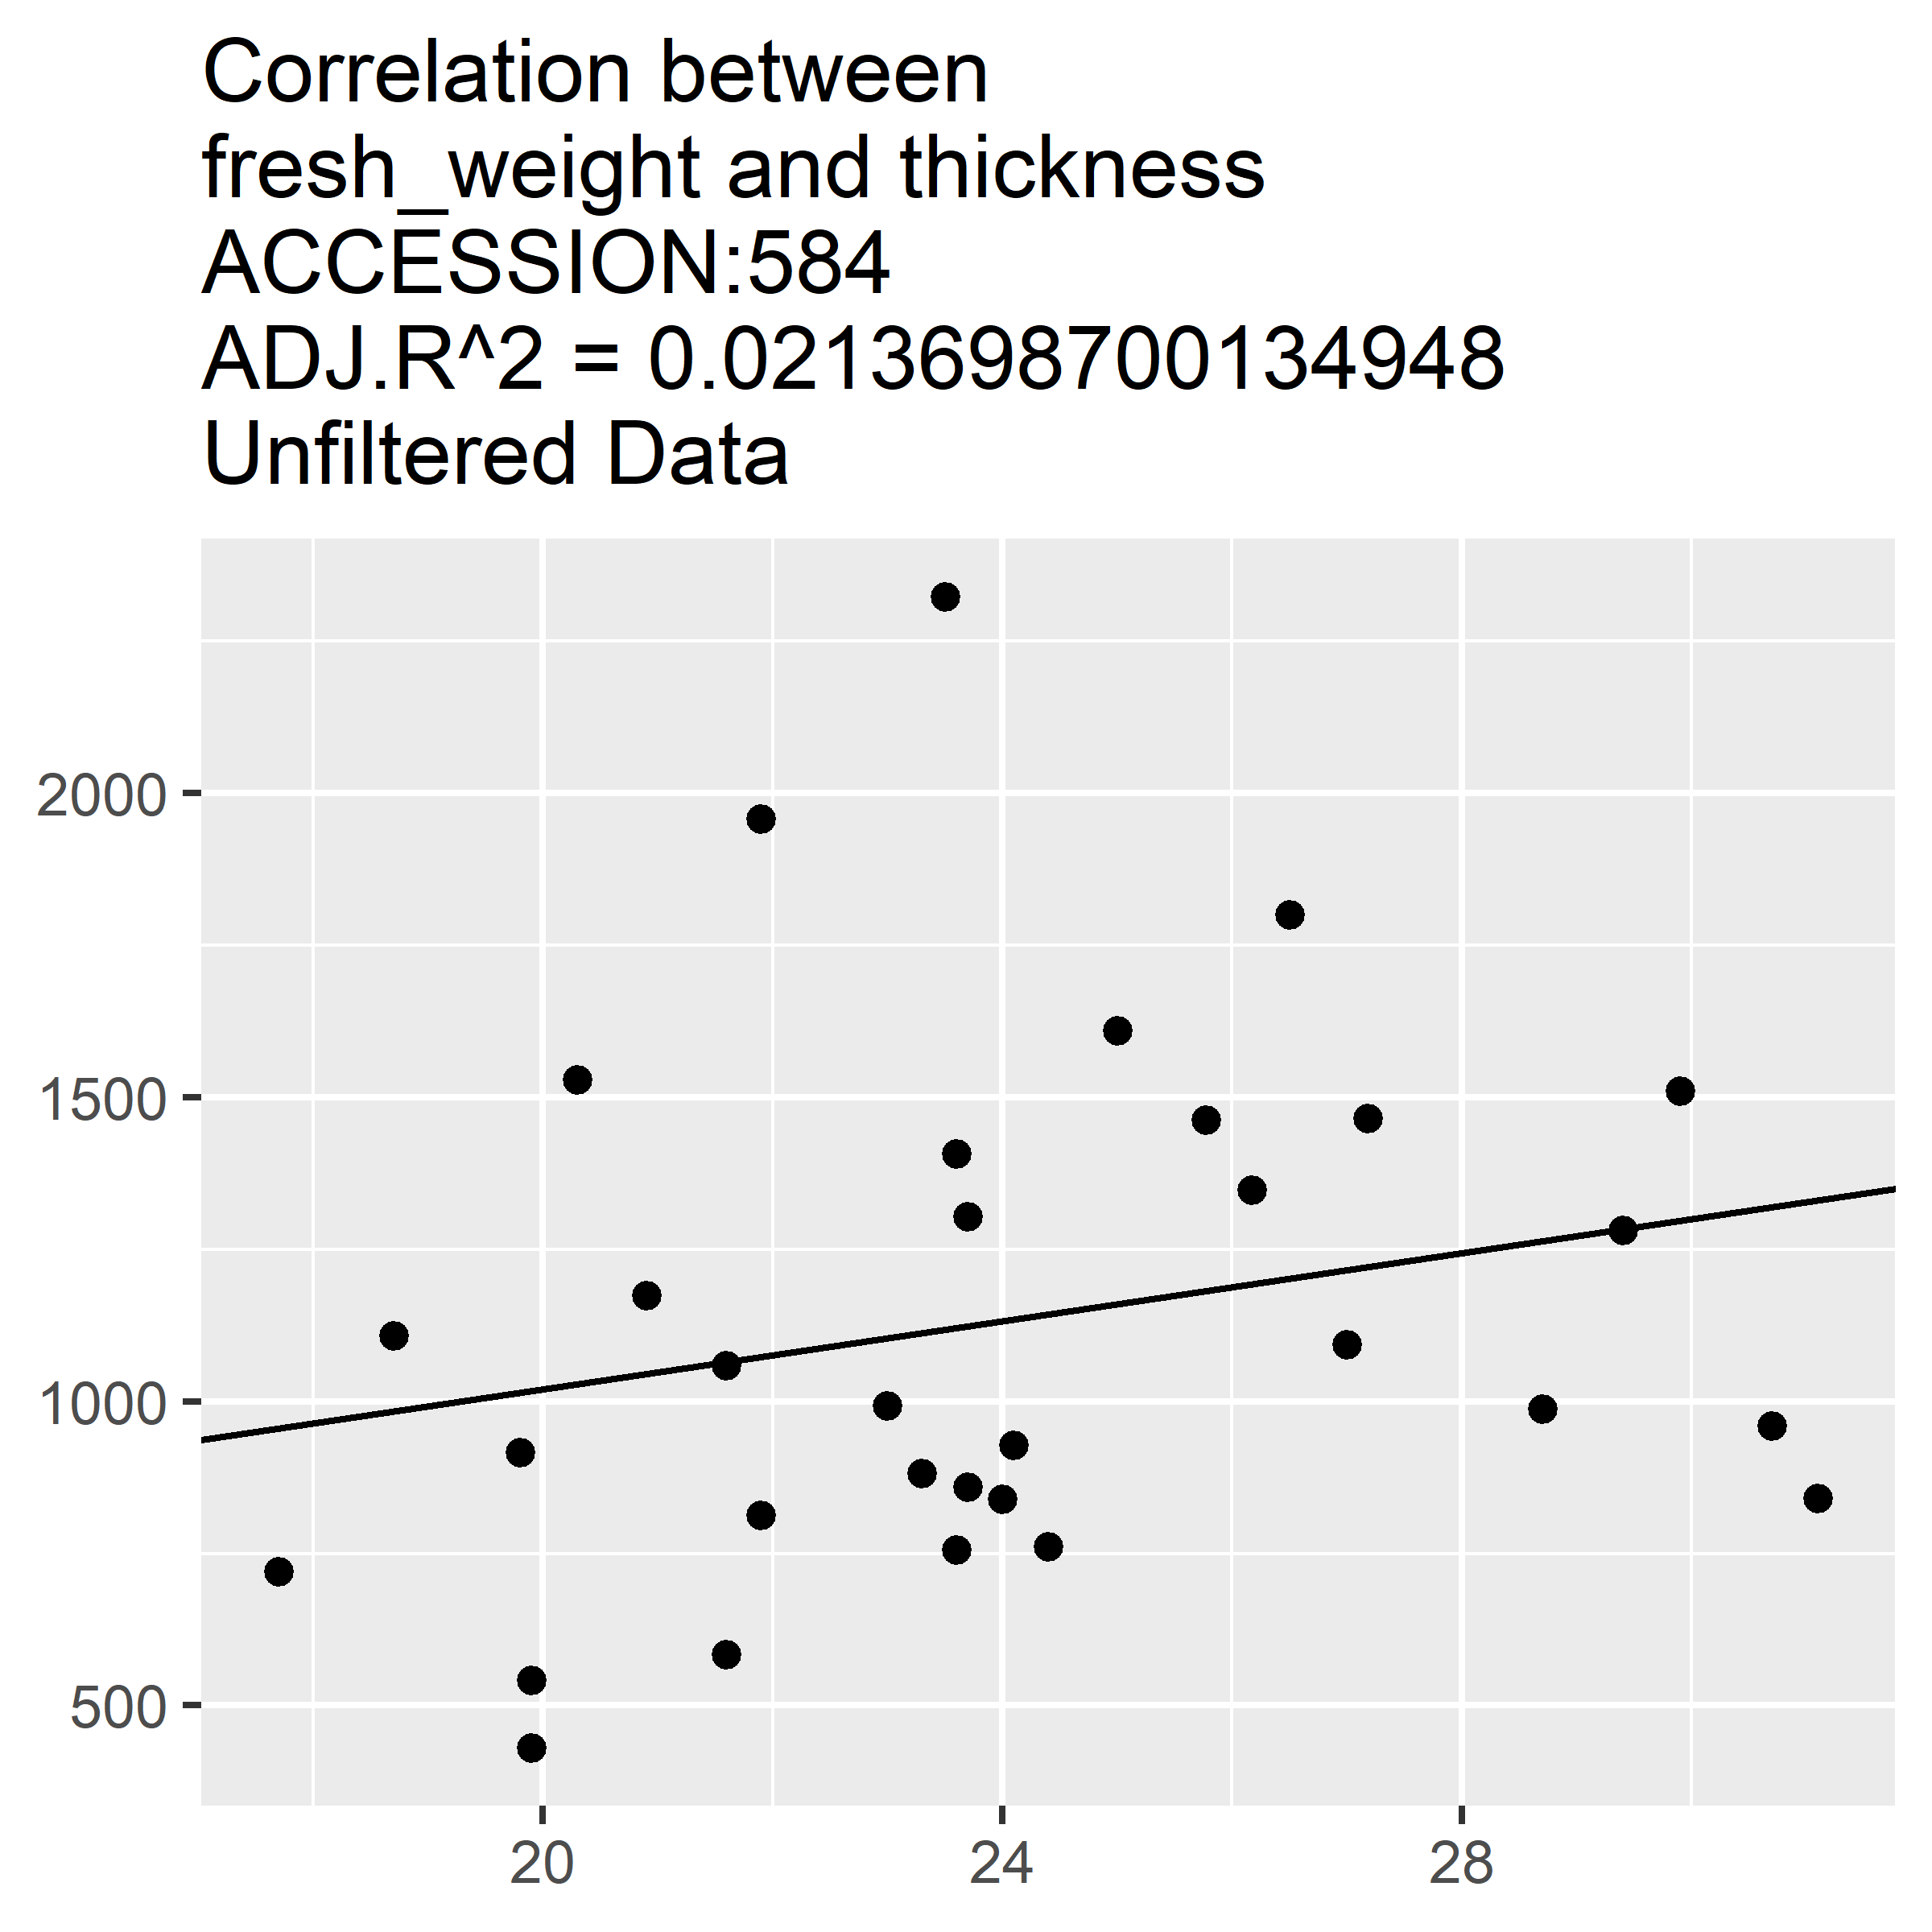 Correlation between
fresh_weight and thickness
ACCESSION:584
ADJ.R^2 = 0.0213698700134948
Unfiltered Data
2000
1500
1000
500
20 24 28